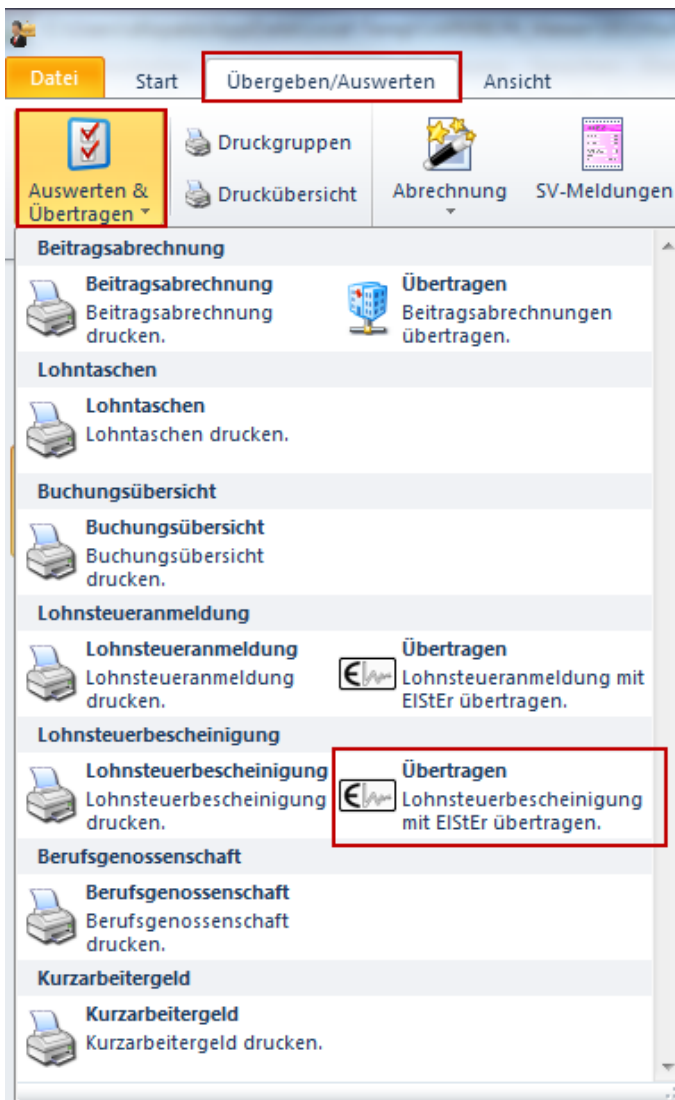 Datei Start Übergeben/Auswerten Ansicht
Auswerten &
Übertragen
Druckgruppen
Druckübersicht
Abrechnung
SV-Meldungen
Beitragsabrechnung
Beitragsabrechnung
Beitragsabrechnung
drucken.
Übertragen
Beitragsabrechnungen
übertragen.
Lohntaschen
Lohntaschen
Lohntaschen drucken.
Buchungsübersicht
Buchungsübersicht
Buchungsübersicht
drucken.
Lohnsteueranmeldung
Lohnsteueranmeldung
Lohnsteueranmeldung
drucken.
Übertragen
Lohnsteueranmeldung mit
ElStEr übertragen.
Lohnsteuerbescheinigung
Lohnsteuerbescheinigung
Lohnsteuerbescheinigung
drucken.
Übertragen
Lohnsteuerbescheinigung
mit ElStEr übertragen.
Berufsgenossenschaft
Berufsgenossenschaft
Berufsgenossenschaft
drucken.
Kurzarbeitergeld
Kurzarbeitergeld
Kurzarbeitergeld drucken.